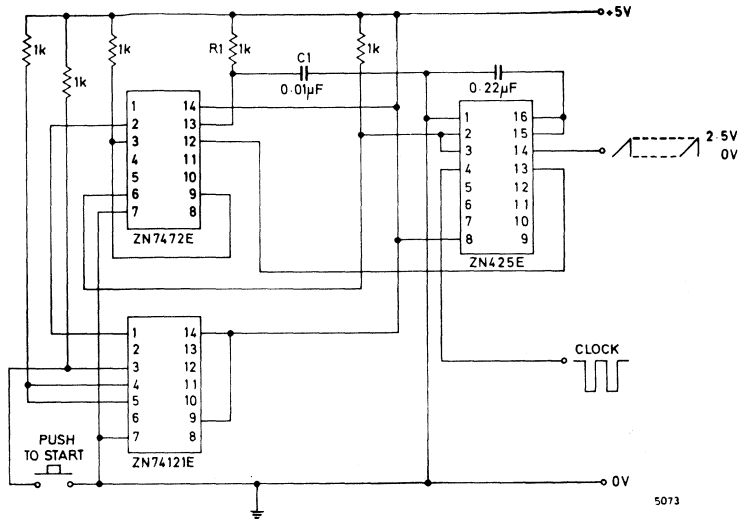 +5V
1k
1k
1k
R1 1k
1k
C1
0·01µF
0·22µF
1 14
2 13
3 12
4 11
5 10
6 9
7 8
ZN7472E
1 16
2 15
3 14
4 13
5 12
6 11
7 10
8 9
ZN425E
2·5V
0V
1 14
2 13
3 12
4 11
5 10
6 9
7 8
ZN74121E
CLOCK
PUSH
TO START
0V
5073